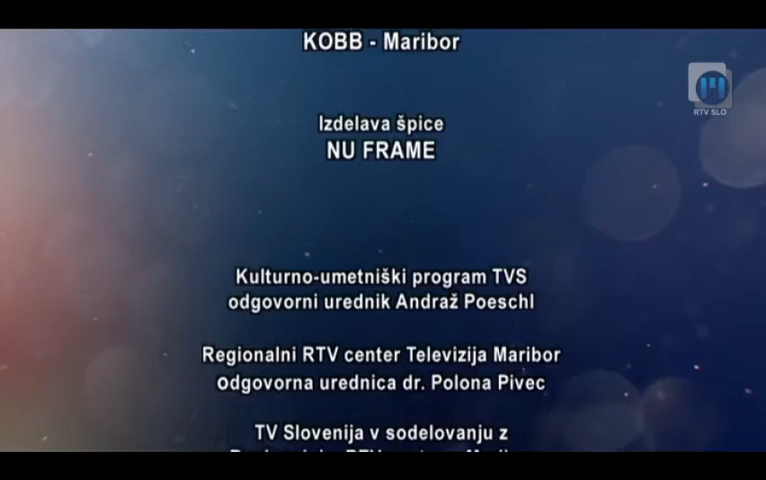 KOBB - Maribor
RTV SLO
Izdelava špice
NU FRAME
Kulturno-umetniški program TVS
odgovorni urednik Andraž Poeschl
Regionalni RTV center Televizija Maribor
odgovorna urednica dr. Polona Pivec
TV Slovenija v sodelovanju z